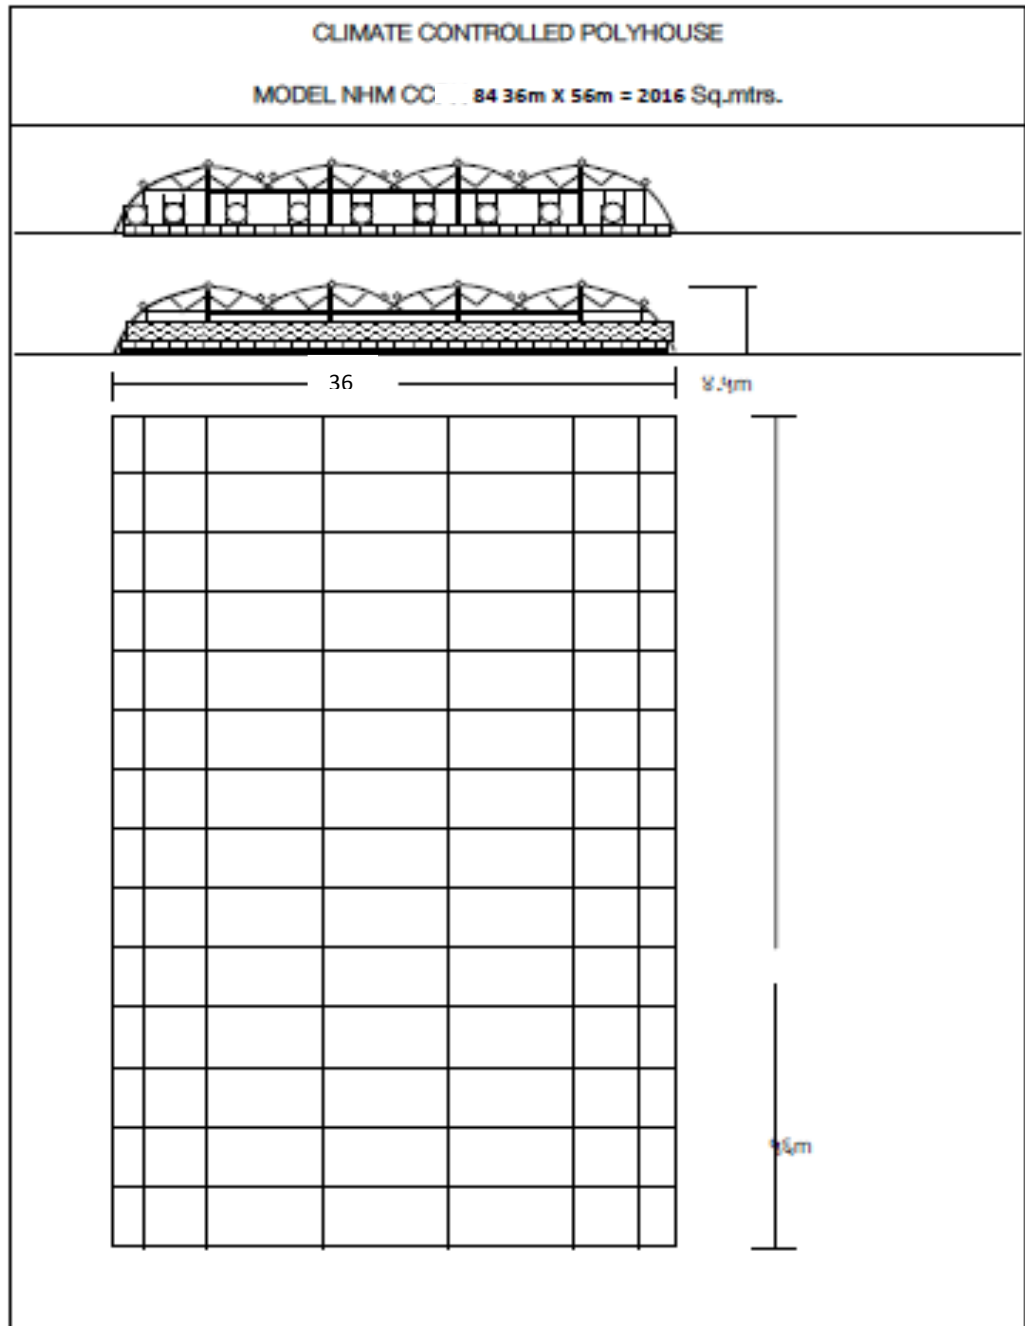 CLIMATE CONTROLLED POLYHOUSE
MODEL NHM CC 84 36m X 56m = 2016 Sq.mtrs.
36